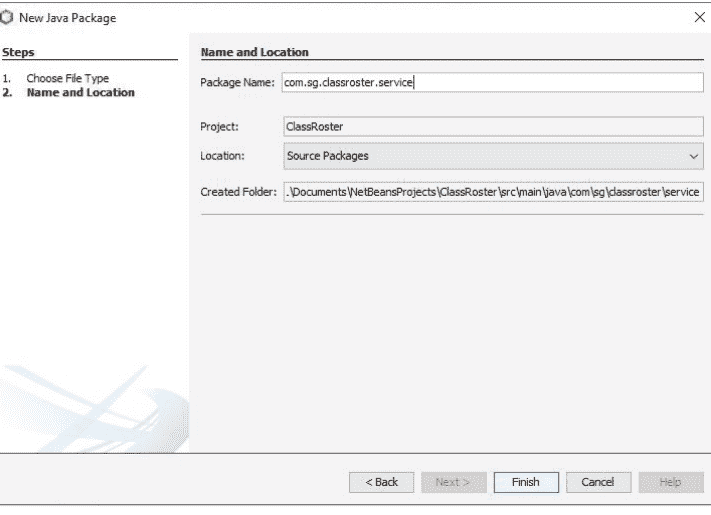 New Java Package
Steps
1. Choose File Type
2. Name and Location
Name and Location
Package Name: com.sg.classroster.service
Project: ClassRoster
Location: Source Packages
Created Folder: .\Documents\NetBeansProjects\ClassRoster\src\main\java\com\sg\classroster\service
< Back Next > Finish Cancel Help